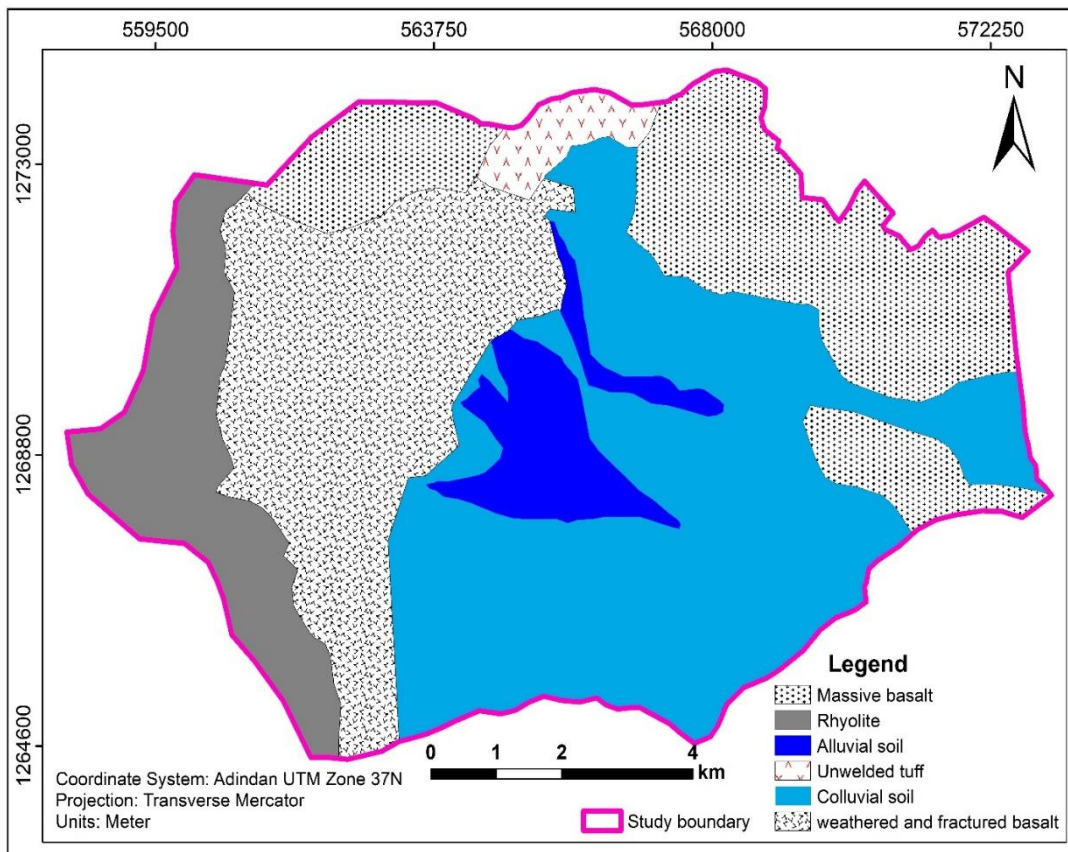 559500 563750 568000 572250
N
1273000
1268800
1264600
Legend
Massive basalt
Rhyolite
Alluvial soil
Unwelded tuff
Colluvial soil
weathered and fractured basalt
Study boundary
0 1 2 4
km
Coordinate System: Adindan UTM Zone 37N
Projection: Transverse Mercator
Units: Meter